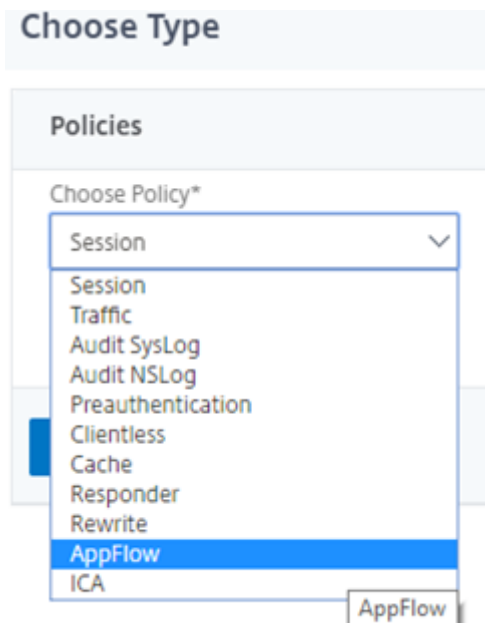 Choose Type
Policies
Choose Policy*
Session
Session
Traffic
Audit SysLog
Audit NSLog
Preauthentication
Clientless
Cache
Responder
Rewrite
AppFlow
ICA
AppFlow